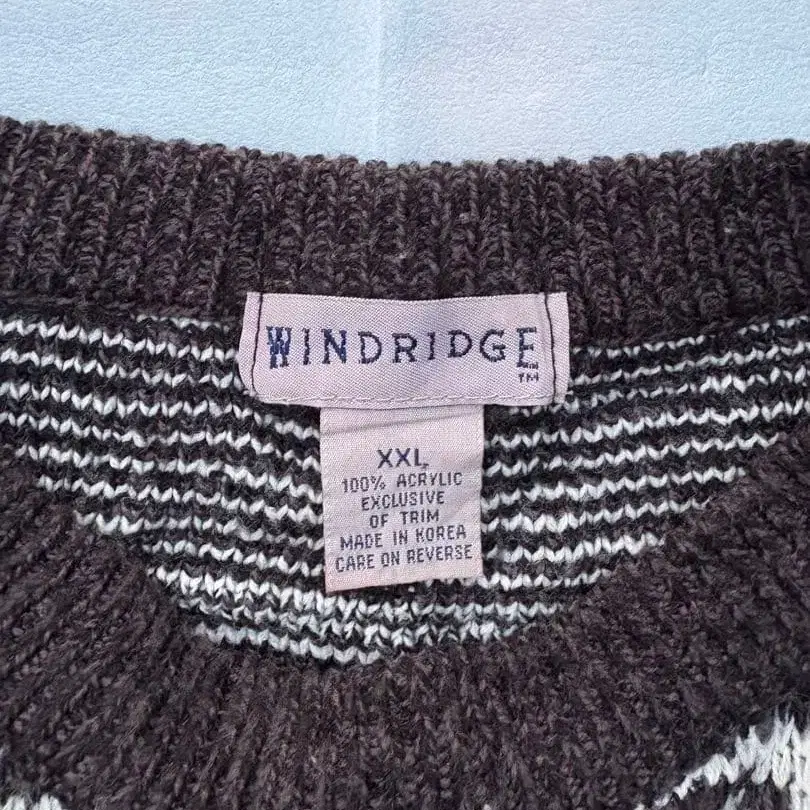 WINDRIDGE
TM
XXL
100% ACRYLIC
EXCLUSIVE
OF TRIM
MADE IN KOREA
CARE ON REVERSE